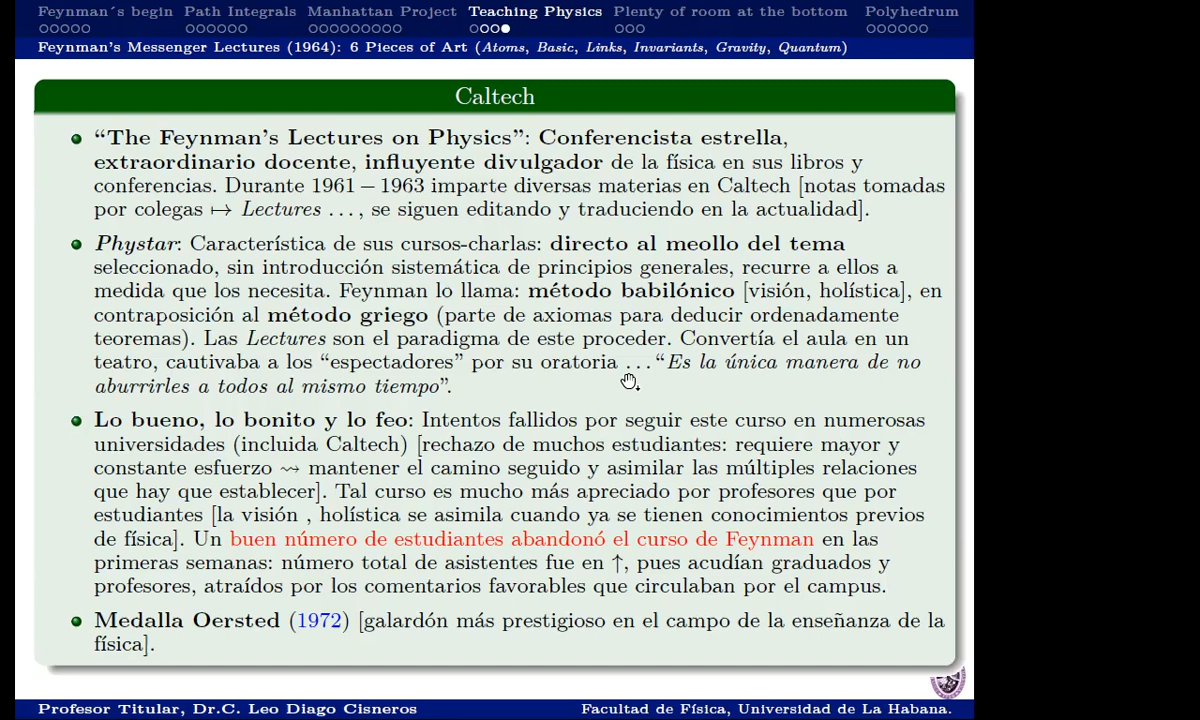 Feynman´s begin Path Integrals Manhattan Project Teaching Physics Plenty of room at the bottom Polyhedrum
Feynman's Messenger Lectures (1964): 6 Pieces of Art (Atoms, Basic, Links, Invariants, Gravity, Quantum)
Caltech
“The Feynman's Lectures on Physics”: Conferencista estrella,
extraordinario docente, influyente divulgador de la física en sus libros y
conferencias. Durante 1961 – 1963 imparte diversas materias en Caltech [notas tomadas
por colegas ↦ Lectures ..., se siguen editando y traduciendo en la actualidad].
Phystar: Característica de sus cursos-charlas: directo al meollo del tema
seleccionado, sin introducción sistemática de principios generales, recurre a ellos a
medida que los necesita. Feynman lo llama: método babilónico [visión, holística], en
contraposición al método griego (parte de axiomas para deducir ordenadamente
teoremas). Las Lectures son el paradigma de este proceder. Convertía el aula en un
teatro, cautivaba a los “espectadores” por su oratoria ...“Es la única manera de no
aburrirles a todos al mismo tiempo”.
Lo bueno, lo bonito y lo feo: Intentos fallidos por seguir este curso en numerosas
universidades (incluida Caltech) [rechazo de muchos estudiantes: requiere mayor y
constante esfuerzo ⇝ mantener el camino seguido y asimilar las múltiples relaciones
que hay que establecer]. Tal curso es mucho más apreciado por profesores que por
estudiantes [la visión , holística se asimila cuando ya se tienen conocimientos previos
de física]. Un buen número de estudiantes abandonó el curso de Feynman en las
primeras semanas: número total de asistentes fue en ↑, pues acudían graduados y
profesores, atraídos por los comentarios favorables que circulaban por el campus.
Medalla Oersted (1972) [galardón más prestigioso en el campo de la enseñanza de la
física].
Profesor Titular, Dr.C. Leo Diago Cisneros Facultad de Física, Universidad de La Habana.